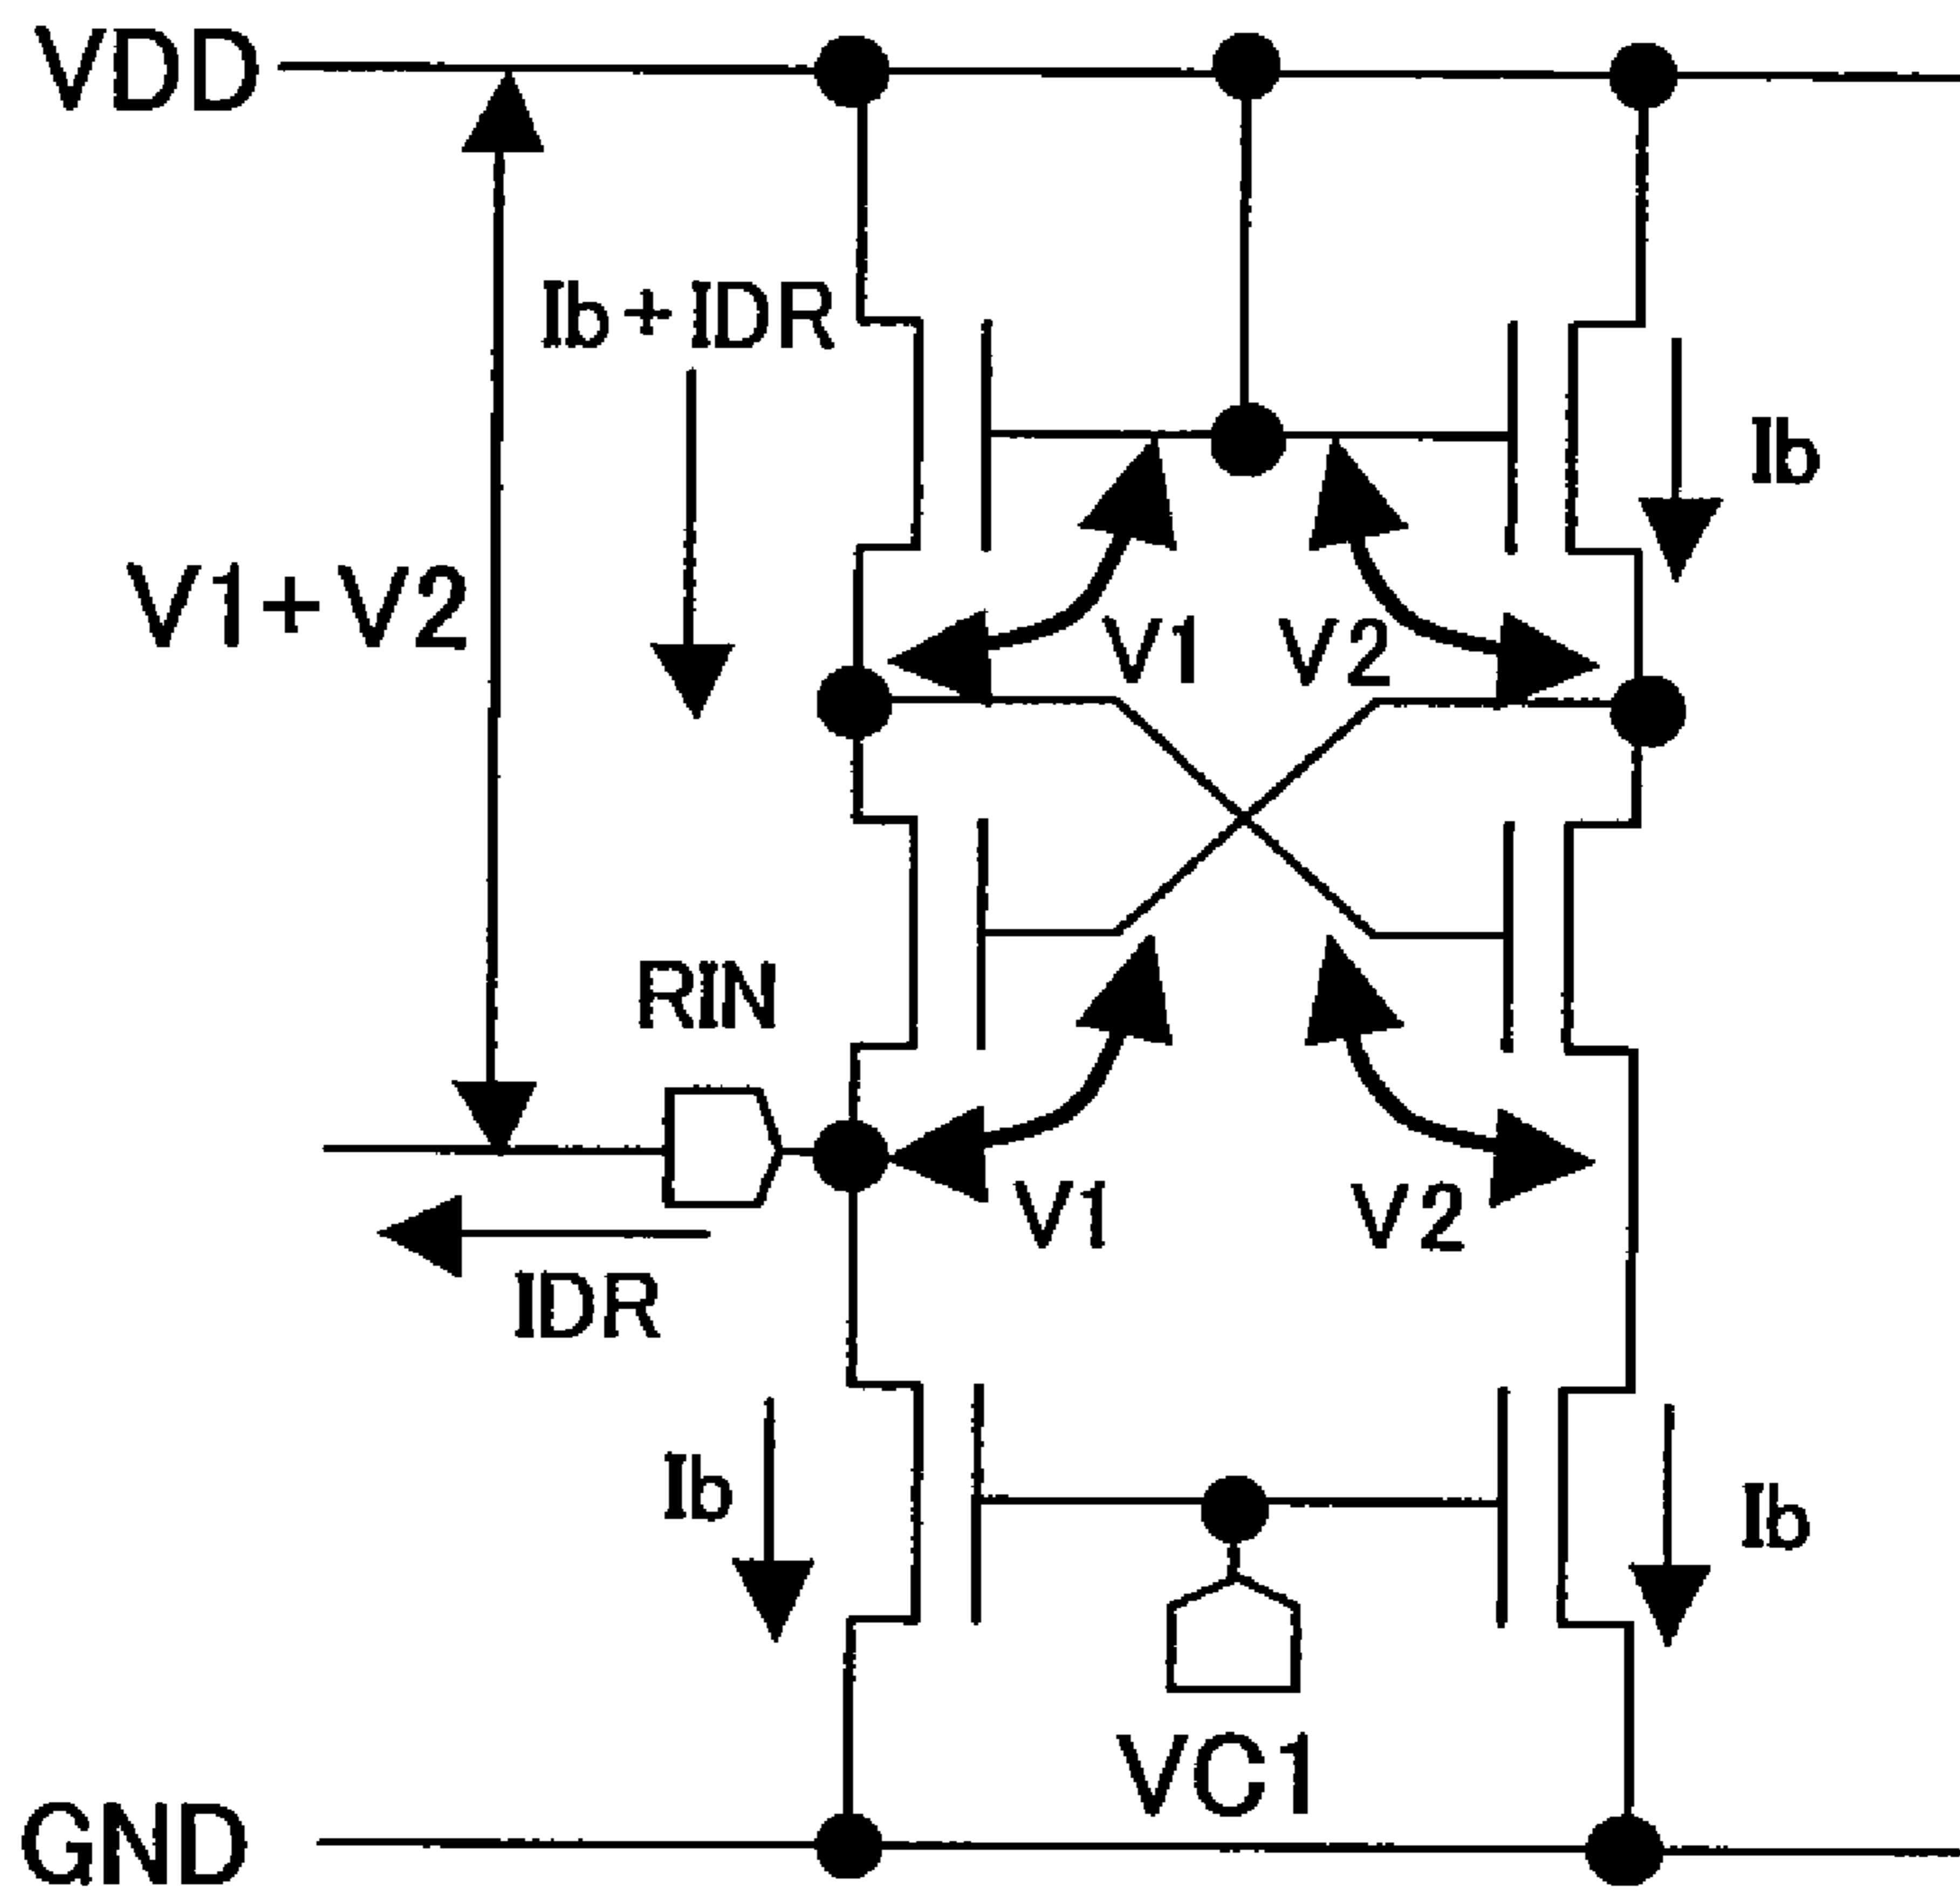 VDD
Ib+IDR
Ib
V1+V2
V1
V2
RIN
V1
V2
IDR
Ib
Ib
VC1
GND